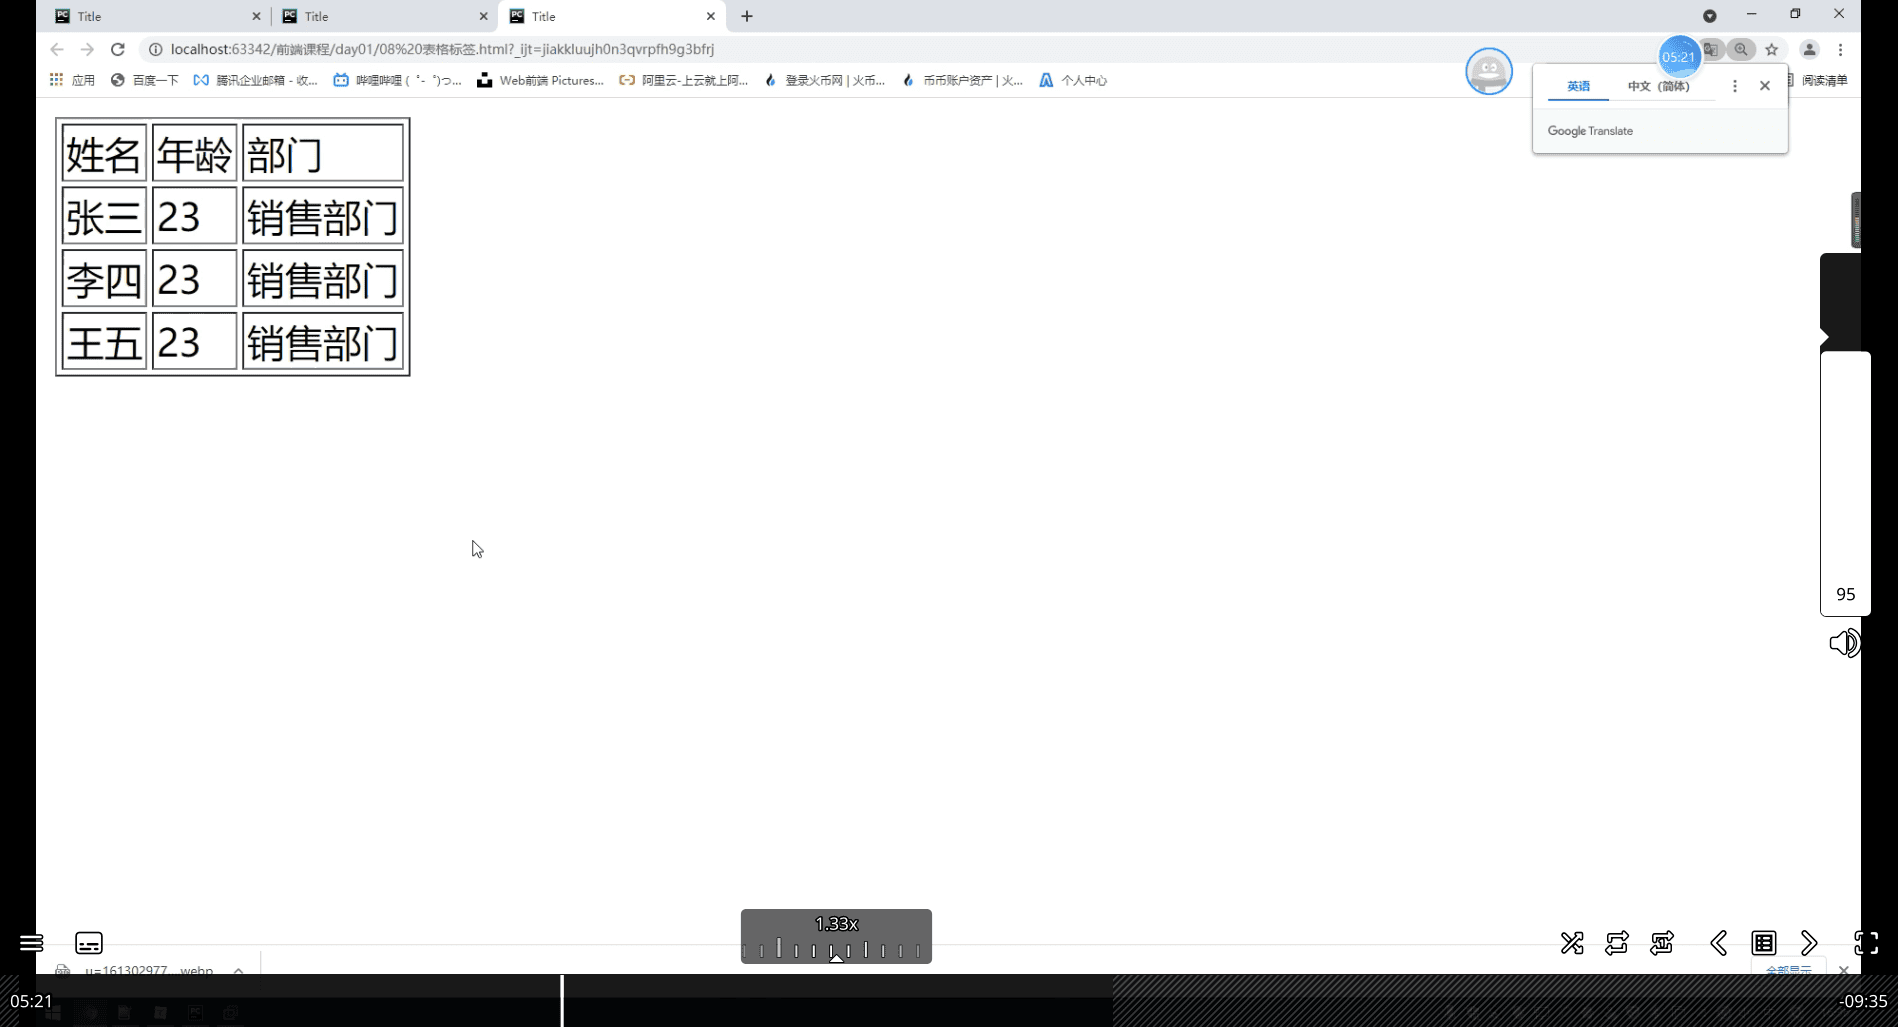 Title
Title
Title
localhost:63342/前端课程/day01/08%20表格标签.html?_ijt=jiakkluujh0n3qvrpfh9g3bfrj
05:21
应用
百度一下
腾讯企业邮箱 - 收...
哔哩哔哩 ( ゜- ゜)つ...
Web前端 Pictures...
阿里云-上云就上阿...
登录火币网 | 火币...
币币账户资产 | 火...
个人中心
阅读清单
英语
中文（简体）
Google Translate
姓名 年龄 部门
张三 23 销售部门
李四 23 销售部门
王五 23 销售部门
95
1.33x
u=161302977....webp
全部显示
05:21
-09:35